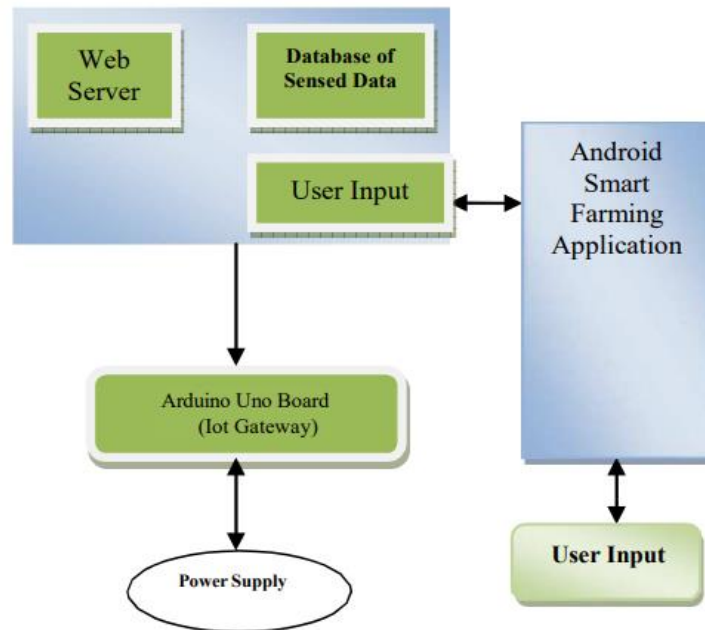 Web
Server
Database of
Sensed Data
User Input
Android
Smart
Farming
Application
Arduino Uno Board
(Iot Gateway)
Power Supply
User Input